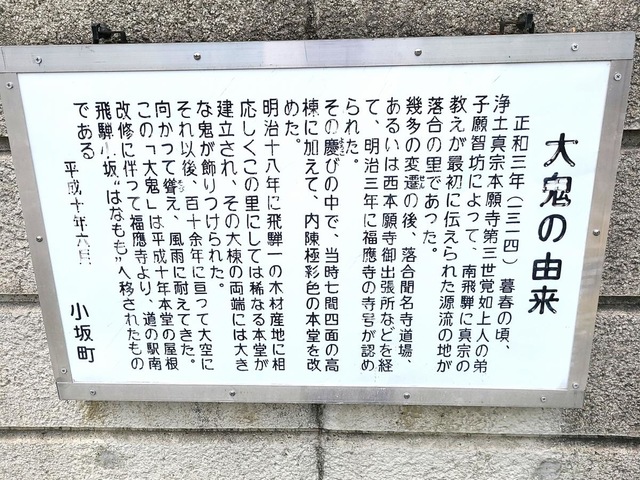 大鬼の由来
正和三年（一三一四）　暮春の頃、
浄土真宗本願寺第三世覚如上人の弟
子願智坊によって、南飛騨に真宗の
教えが最初に伝えられた源流の地が
落合の里であった。
幾多の変遷の後、落合聞名寺道場、
あるいは西本願寺御出張所などを経
て、明治三年に福應寺の寺号が認め
られた。
その慶びの中で、当時七間四面の高
棟に加えて、内陳極彩色の本堂を改
めた。
明治十八年に飛騨一の木材産地に相
応しくこの里にしては稀なる本堂が
建立され、その大棟の両端には大き
な鬼が飾りつけられた。
それ以後、百十余年に亘って大空に
向かって聳え、風雨に耐えてきた。
この「大鬼」は平成十年本堂の屋根
改修に伴って福應寺より、道の駅南
飛騨小坂〝はなもも〟へ移されたもの
である
平成十年六月
小坂町